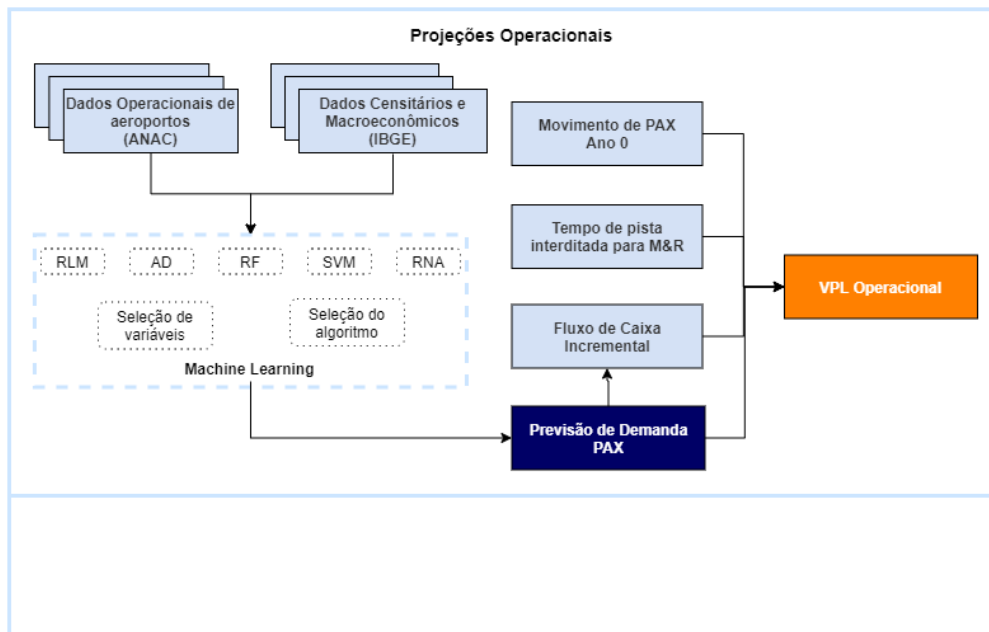 Projeções Operacionais
Dados Operacionais de
aeroportos
(ANAC)
Dados Censitários e
Macroeconômicos
(IBGE)
Movimento de PAX
Ano 0
Tempo de pista
interditada para M&R
RLM
AD
RF
SVM
RNA
VPL Operacional
Seleção de
variáveis
Seleção do
algoritmo
Fluxo de Caixa
Incremental
Machine Learning
Previsão de Demanda
PAX